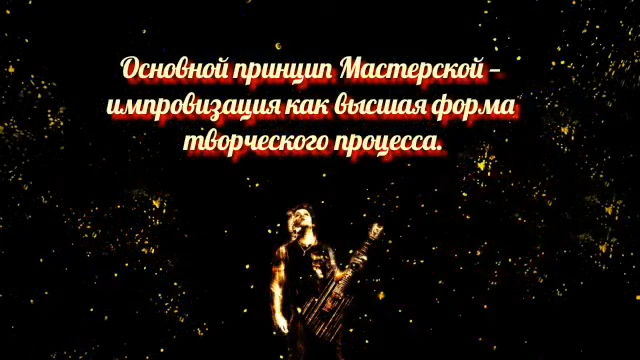 Основной принцип Мастерской –
импровизация как высшая форма
творческого процесса.